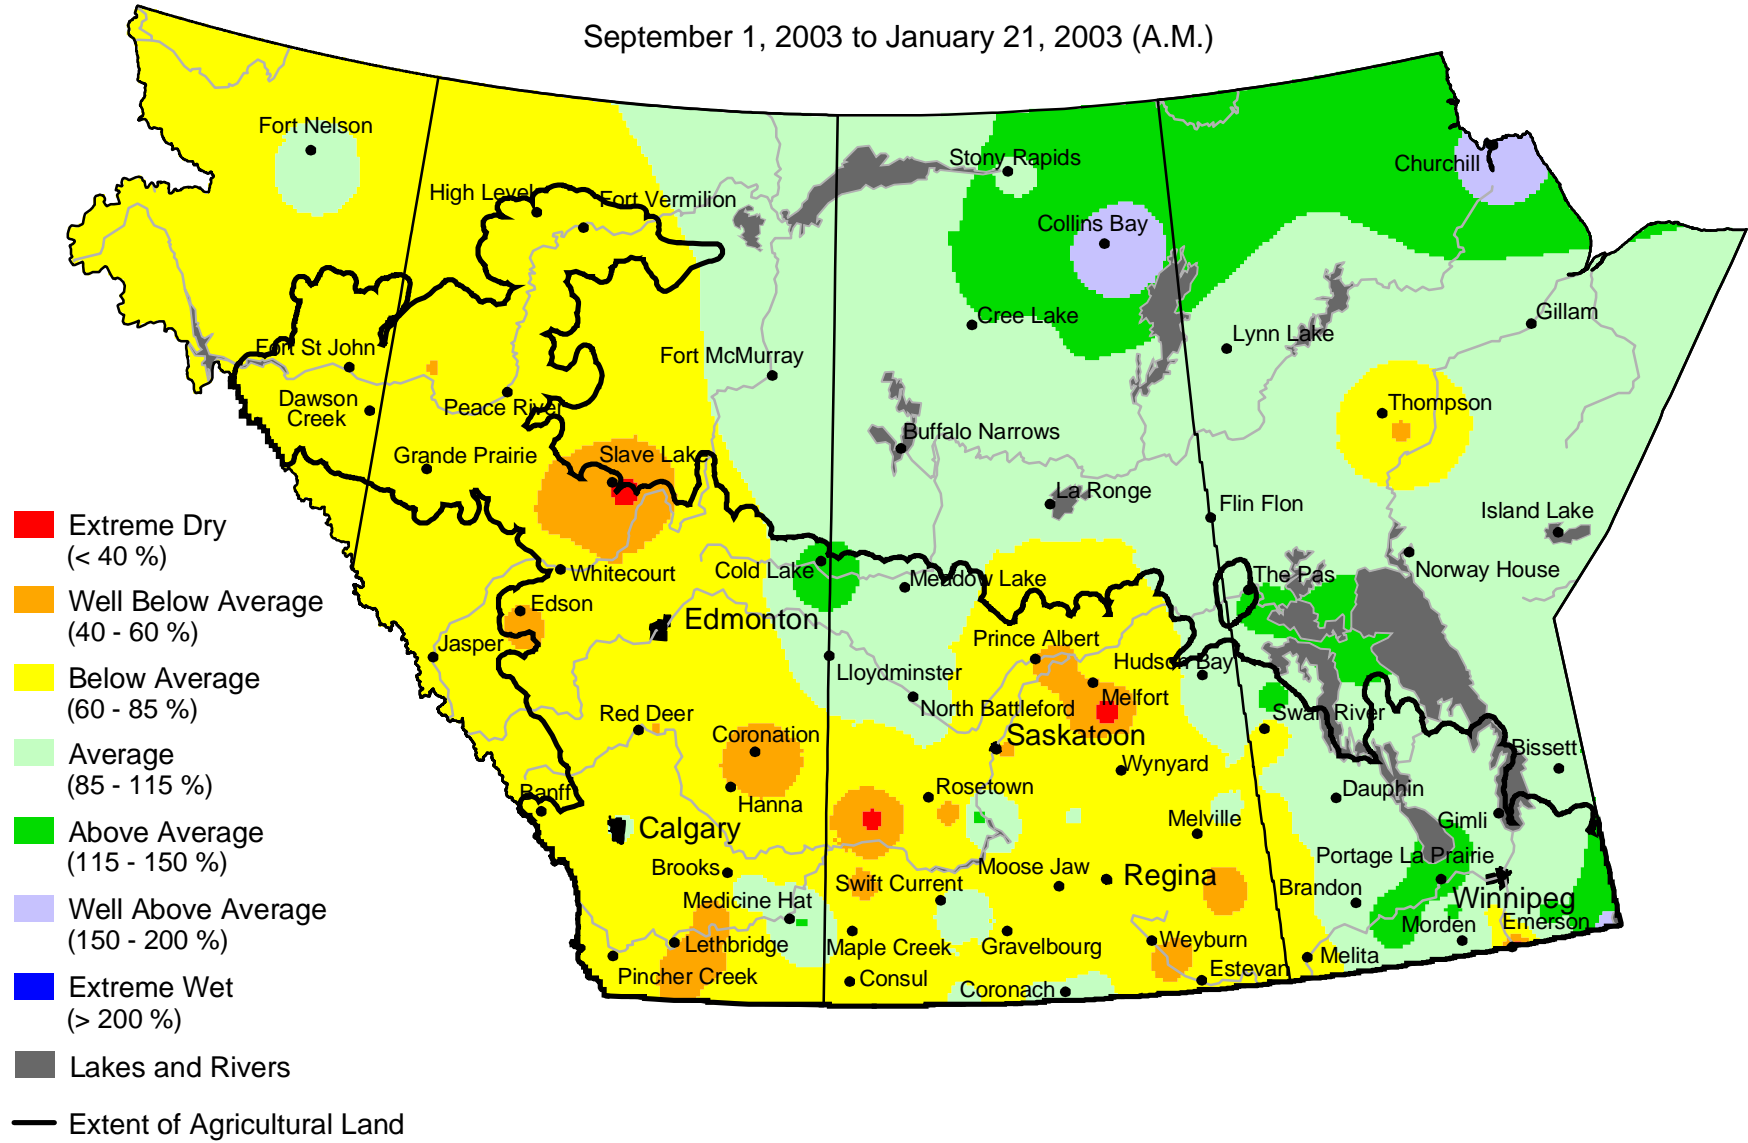 September 1, 2003 to January 21, 2003 (A.M.)
Fort Nelson
Stony Rapids
Churchill
High Level
Fort Vermilion
Collins Bay
Cree Lake
Gillam
Lynn Lake
Fort St John
Fort McMurray
Dawson
Creek
Peace River
Thompson
Buffalo Narrows
Grande Prairie
Slave Lake
La Ronge
Flin Flon
Island Lake
Whitecourt
Cold Lake
Meadow Lake
The Pas
Norway House
Edson
Edmonton
Jasper
Prince Albert
Hudson Bay
Lloydminster
Melfort
North Battleford
Red Deer
Swan River
Coronation
Saskatoon
Bissett
Wynyard
Banff
Hanna
Rosetown
Dauphin
Calgary
Melville
Gimli
Brooks
Moose Jaw
Portage La Prairie
Swift Current
Regina
Brandon
Winnipeg
Medicine Hat
Morden
Emerson
Lethbridge
Maple Creek
Gravelbourg
Weyburn
Melita
Pincher Creek
Consul
Estevan
Coronach
Extreme Dry
(< 40 %)
Well Below Average
(40 - 60 %)
Below Average
(60 - 85 %)
Average
(85 - 115 %)
Above Average
(115 - 150 %)
Well Above Average
(150 - 200 %)
Extreme Wet
(> 200 %)
Lakes and Rivers
Extent of Agricultural Land